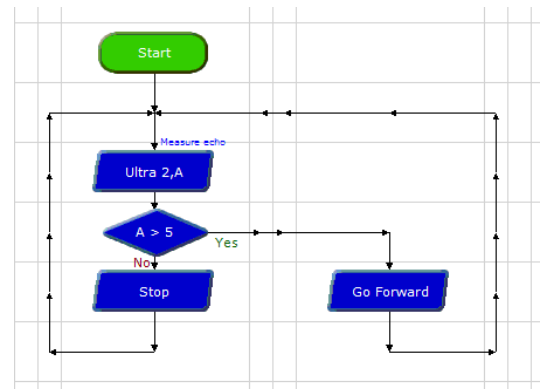 Start
Measure echo
Ultra 2,A
A > 5
Yes
No
Stop
Go Forward